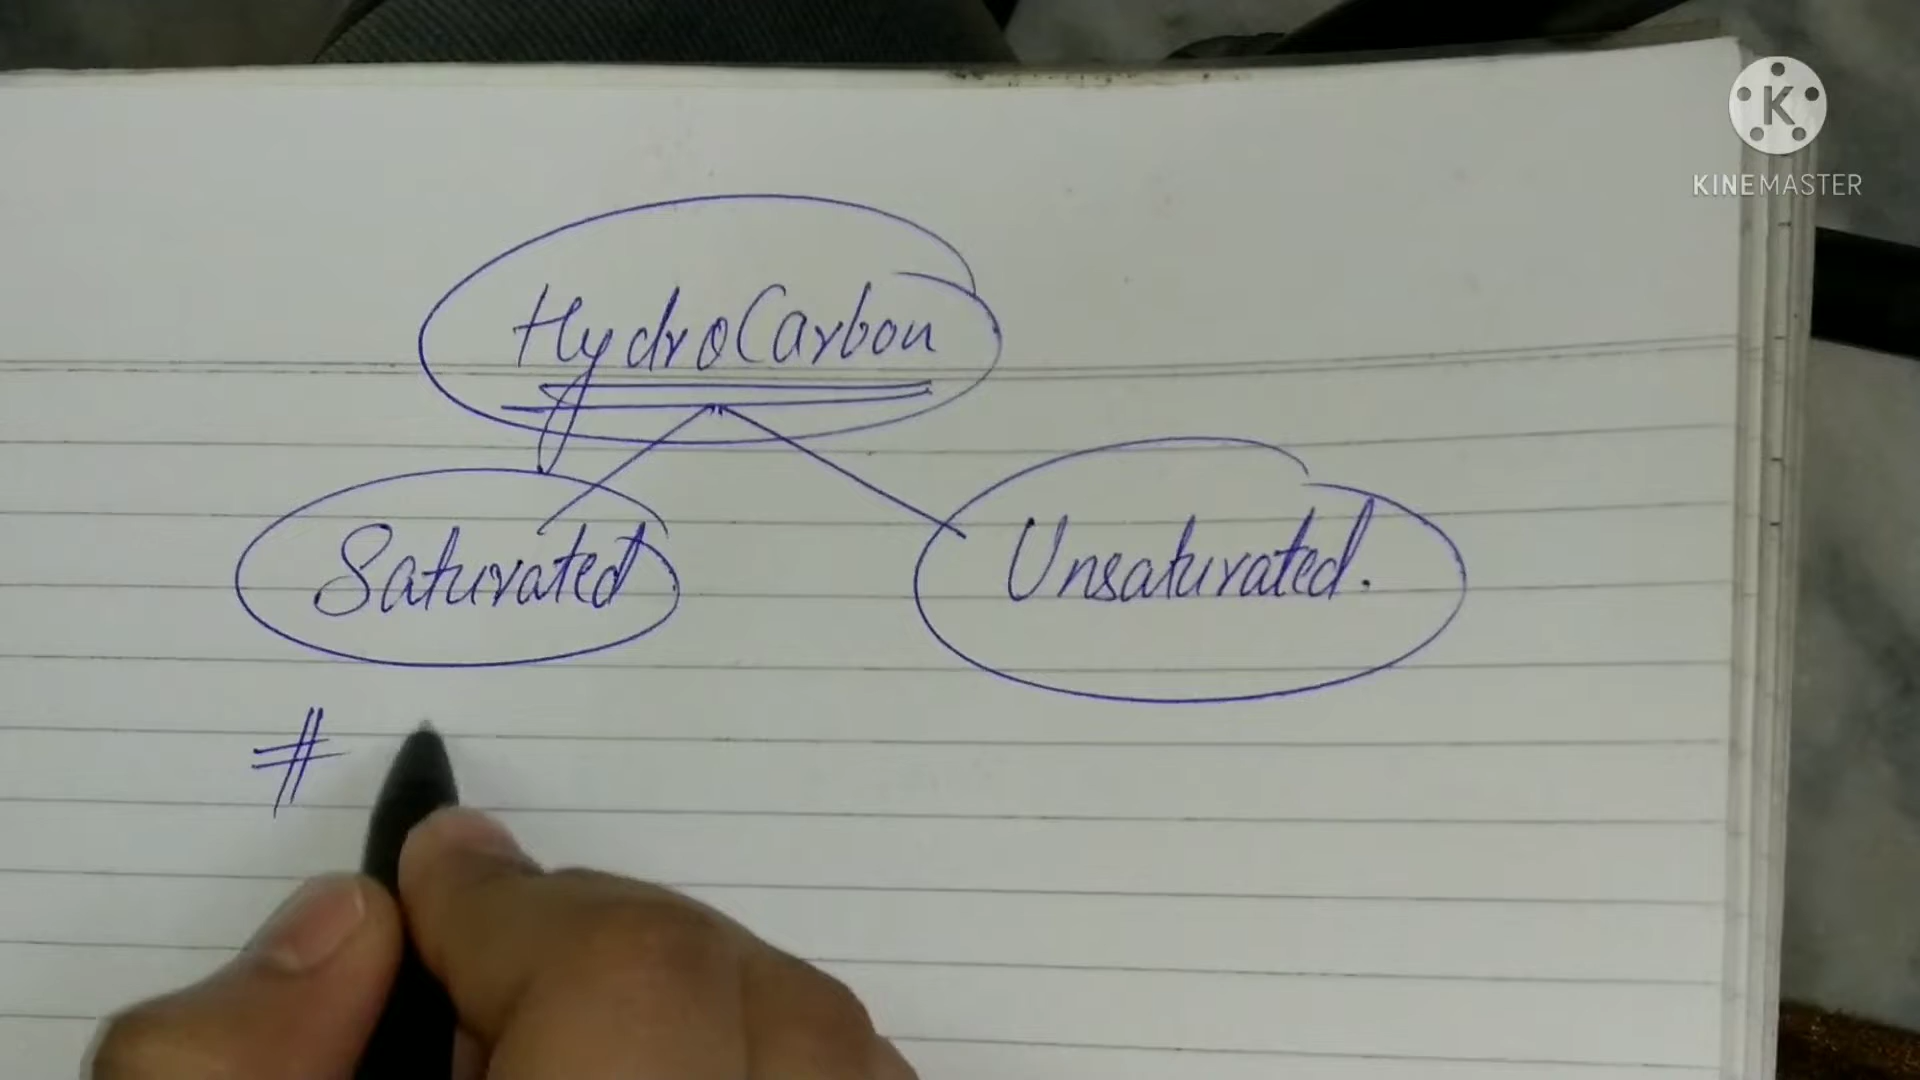 K
KINEMASTER
HydroCarbon
Saturated
Unsaturated.
#